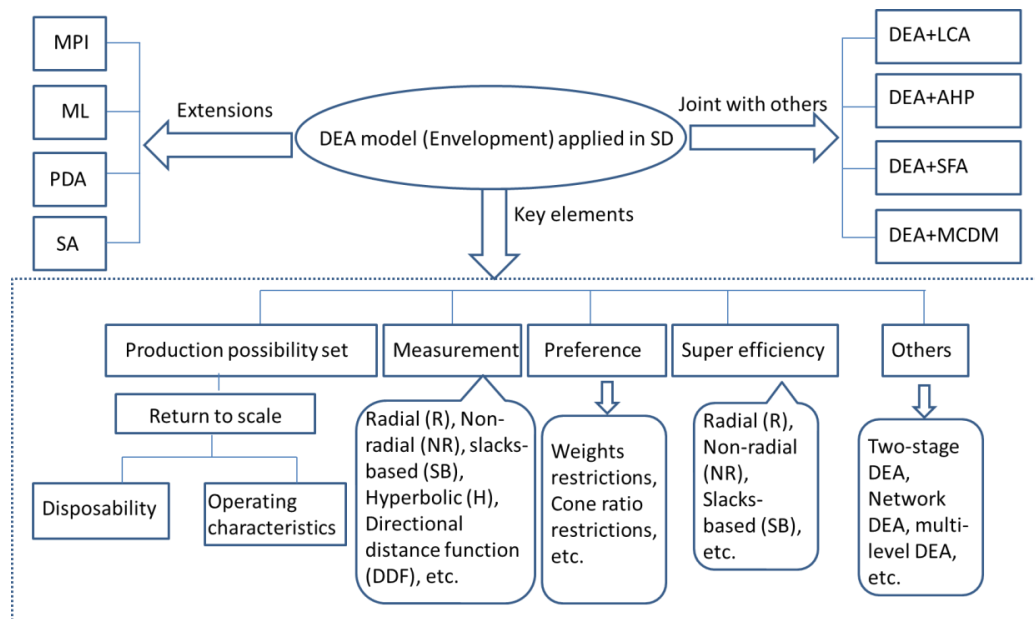 MPI
ML
PDA
SA
Extensions
DEA model (Envelopment) applied in SD
Joint with others
DEA+LCA
DEA+AHP
DEA+SFA
DEA+MCDM
Key elements
Production possibility set
Measurement
Preference
Super efficiency
Others
Return to scale
Disposability
Operating
characteristics
Radial (R), Non-
radial (NR), slacks-
based (SB),
Hyperbolic (H),
Directional
distance function
(DDF), etc.
Weights
restrictions,
Cone ratio
restrictions,
etc.
Radial (R),
Non-radial
(NR),
Slacks-
based (SB),
etc.
Two-stage
DEA,
Network
DEA, multi-
level DEA,
etc.